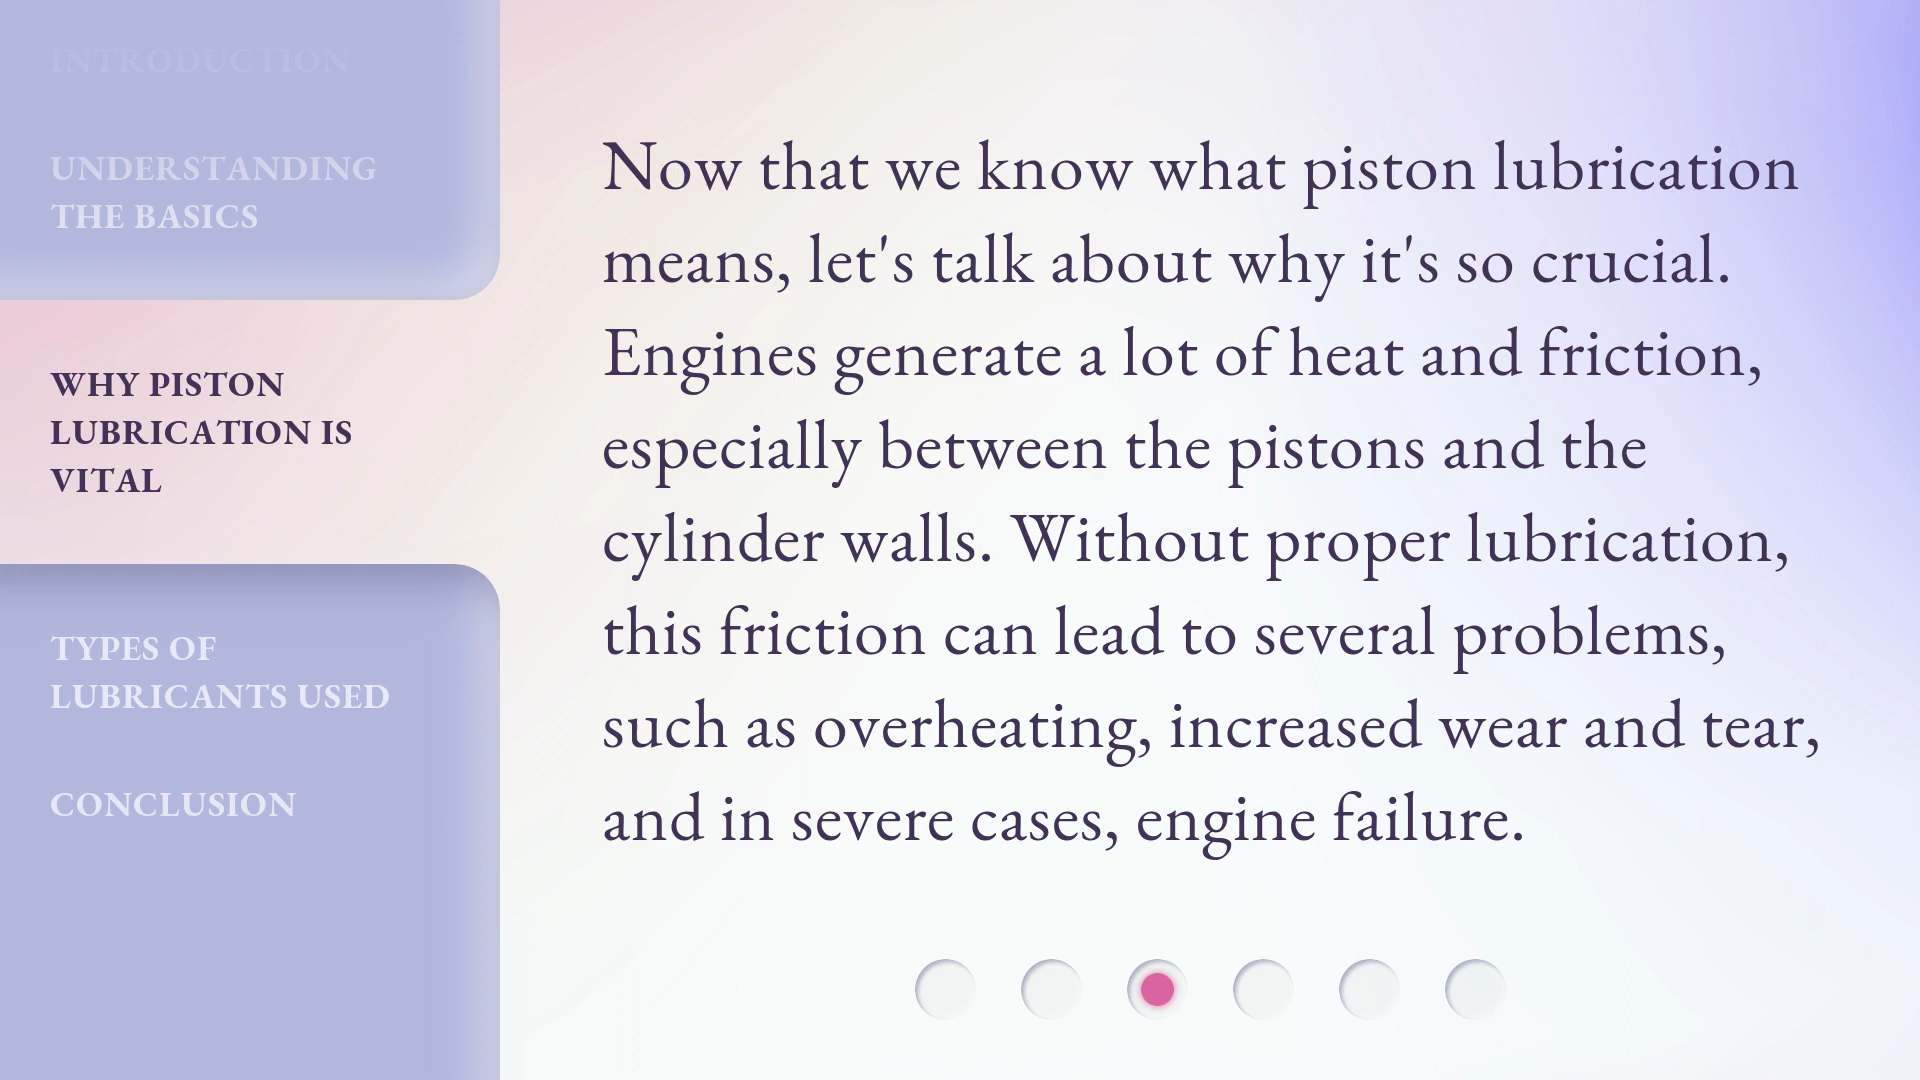 INTRODUCTION
UNDERSTANDING
THE BASICS
WHY PISTON
LUBRICATION IS
VITAL
TYPES OF
LUBRICANTS USED
CONCLUSION
Now that we know what piston lubrication
means, let's talk about why it's so crucial.
Engines generate a lot of heat and friction,
especially between the pistons and the
cylinder walls. Without proper lubrication,
this friction can lead to several problems,
such as overheating, increased wear and tear,
and in severe cases, engine failure.